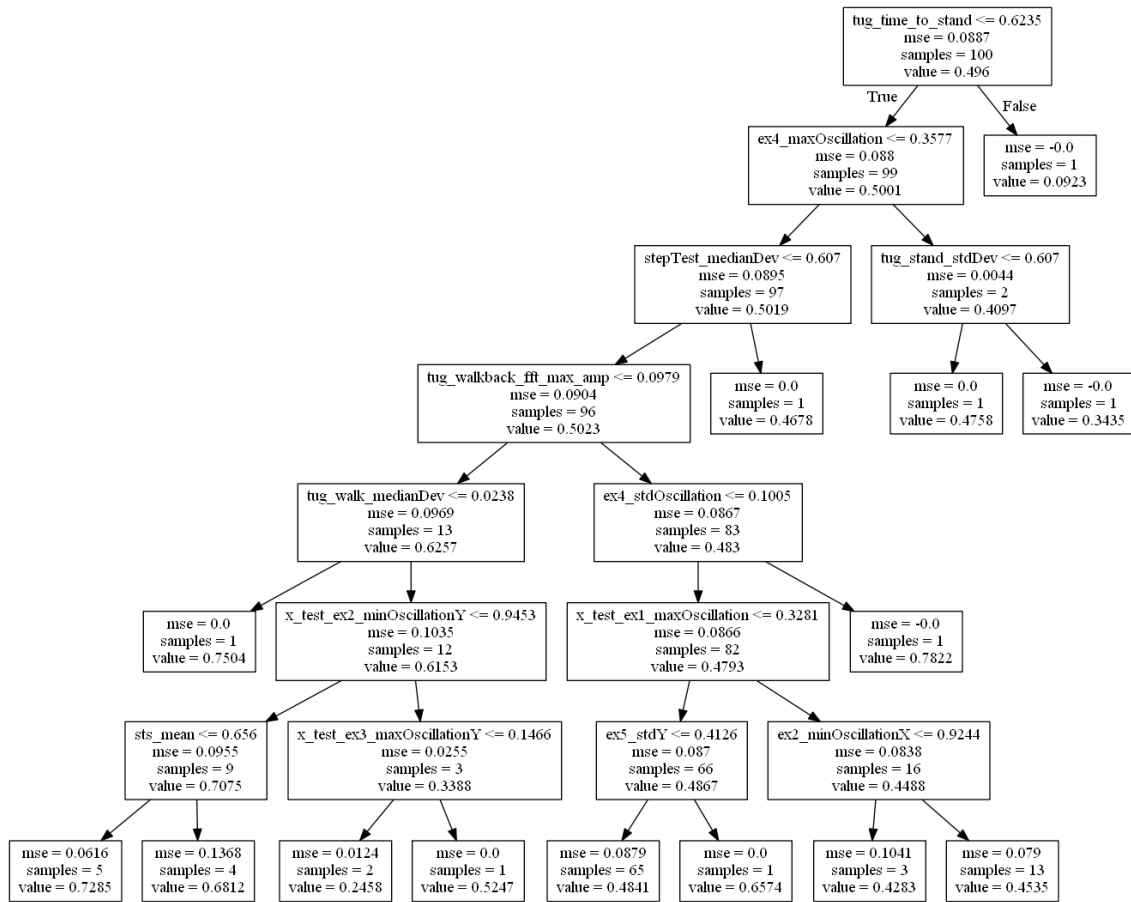 tug_time_to_stand <= 0.6235
mse = 0.0887
samples = 100
value = 0.496
True
False
ex4_maxOscillation <= 0.3577
mse = 0.088
samples = 99
value = 0.5001
mse = -0.0
samples = 1
value = 0.0923
stepTest_medianDev <= 0.607
mse = 0.0895
samples = 97
value = 0.5019
tug_stand_stdDev <= 0.607
mse = 0.0044
samples = 2
value = 0.4097
tug_walkback_fft_max_amp <= 0.0979
mse = 0.0904
samples = 96
value = 0.5023
mse = 0.0
samples = 1
value = 0.4678
mse = 0.0
samples = 1
value = 0.4758
mse = -0.0
samples = 1
value = 0.3435
tug_walk_medianDev <= 0.0238
mse = 0.0969
samples = 13
value = 0.6257
ex4_stdOscillation <= 0.1005
mse = 0.0867
samples = 83
value = 0.483
mse = 0.0
samples = 1
value = 0.7504
x_test_ex2_minOscillationY <= 0.9453
mse = 0.1035
samples = 12
value = 0.6153
x_test_ex1_maxOscillation <= 0.3281
mse = 0.0866
samples = 82
value = 0.4793
mse = -0.0
samples = 1
value = 0.7822
sts_mean <= 0.656
mse = 0.0955
samples = 9
value = 0.7075
x_test_ex3_maxOscillationY <= 0.1466
mse = 0.0255
samples = 3
value = 0.3388
ex5_stdY <= 0.4126
mse = 0.087
samples = 66
value = 0.4867
ex2_minOscillationX <= 0.9244
mse = 0.0838
samples = 16
value = 0.4488
mse = 0.0616
samples = 5
value = 0.7285
mse = 0.1368
samples = 4
value = 0.6812
mse = 0.0124
samples = 2
value = 0.2458
mse = 0.0
samples = 1
value = 0.5247
mse = 0.0879
samples = 65
value = 0.4841
mse = 0.0
samples = 1
value = 0.6574
mse = 0.1041
samples = 3
value = 0.4283
mse = 0.079
samples = 13
value = 0.4535